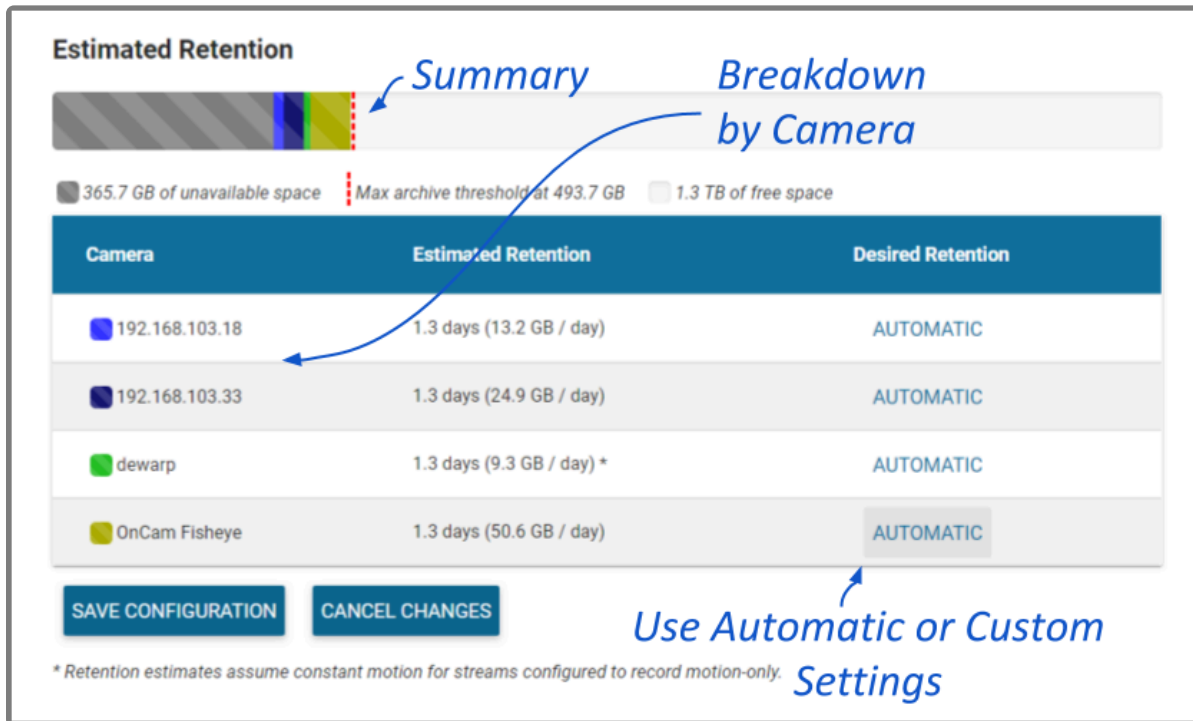 Estimated Retention
Summary
Breakdown
by Camera
365.7 GB of unavailable space Max archive threshold at 493.7 GB 1.3 TB of free space
Camera Estimated Retention Desired Retention
192.168.103.18 1.3 days (13.2 GB / day) AUTOMATIC
192.168.103.33 1.3 days (24.9 GB / day) AUTOMATIC
dewarp 1.3 days (9.3 GB / day) * AUTOMATIC
OnCam Fisheye 1.3 days (50.6 GB / day) AUTOMATIC
SAVE CONFIGURATION CANCEL CHANGES
Use Automatic or Custom
Settings
* Retention estimates assume constant motion for streams configured to record motion-only.